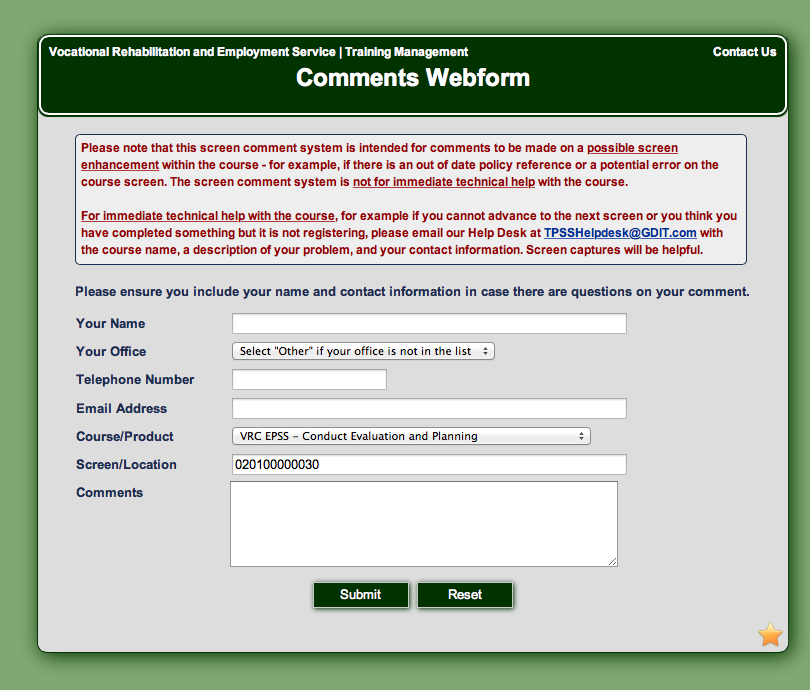 Vocational Rehabilitation and Employment Service | Training Management
Contact Us
Comments Webform
Please note that this screen comment system is intended for comments to be made on a possible screen
enhancement within the course - for example, if there is an out of date policy reference or a potential error on the
course screen. The screen comment system is not for immediate technical help with the course.
For immediate technical help with the course, for example if you cannot advance to the next screen or you think you
have completed something but it is not registering, please email our Help Desk at TPSSHelpdesk@GDIT.com with
the course name, a description of your problem, and your contact information. Screen captures will be helpful.
Please ensure you include your name and contact information in case there are questions on your comment.
Your Name
Your Office Select "Other" if your office is not in the list
Telephone Number
Email Address
Course/Product VRC EPSS – Conduct Evaluation and Planning
Screen/Location 020100000030
Comments
Submit Reset